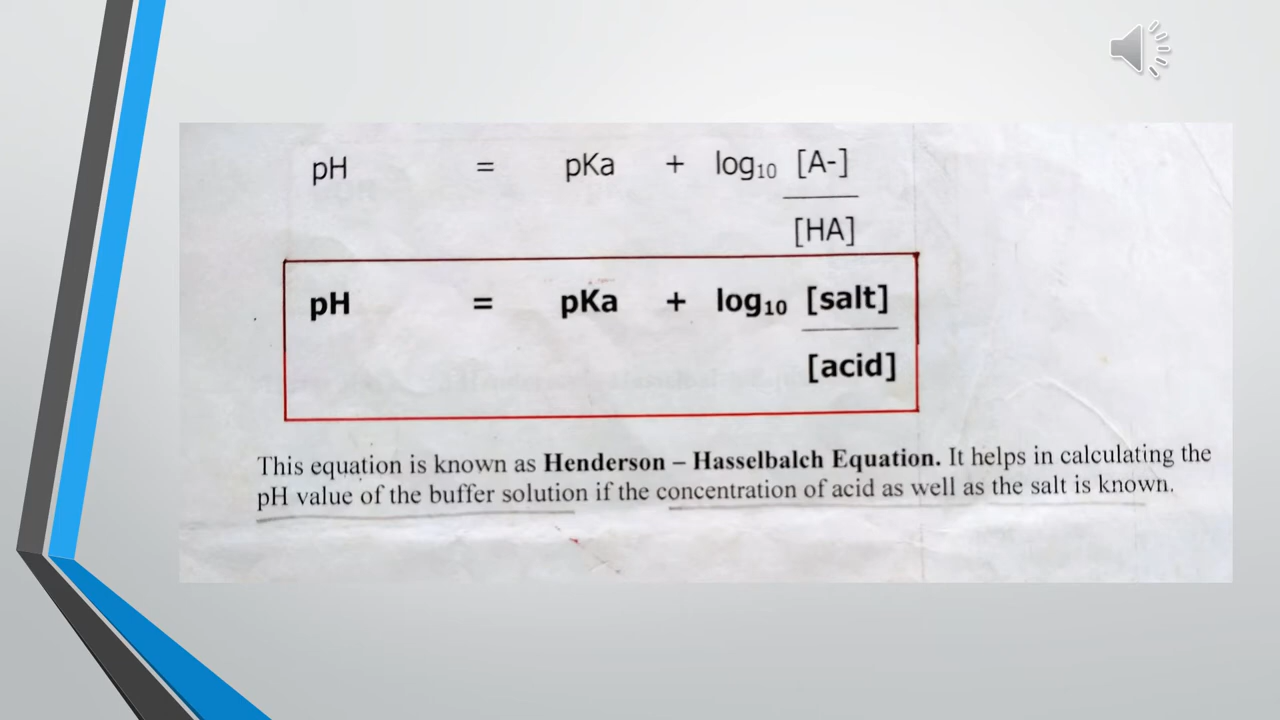 pH = pKa + log₁₀ [A-]
[HA]
pH = pKa + log₁₀ [salt]
[acid]
This equation is known as Henderson – Hasselbalch Equation. It helps in calculating the
pH value of the buffer solution if the concentration of acid as well as the salt is known.